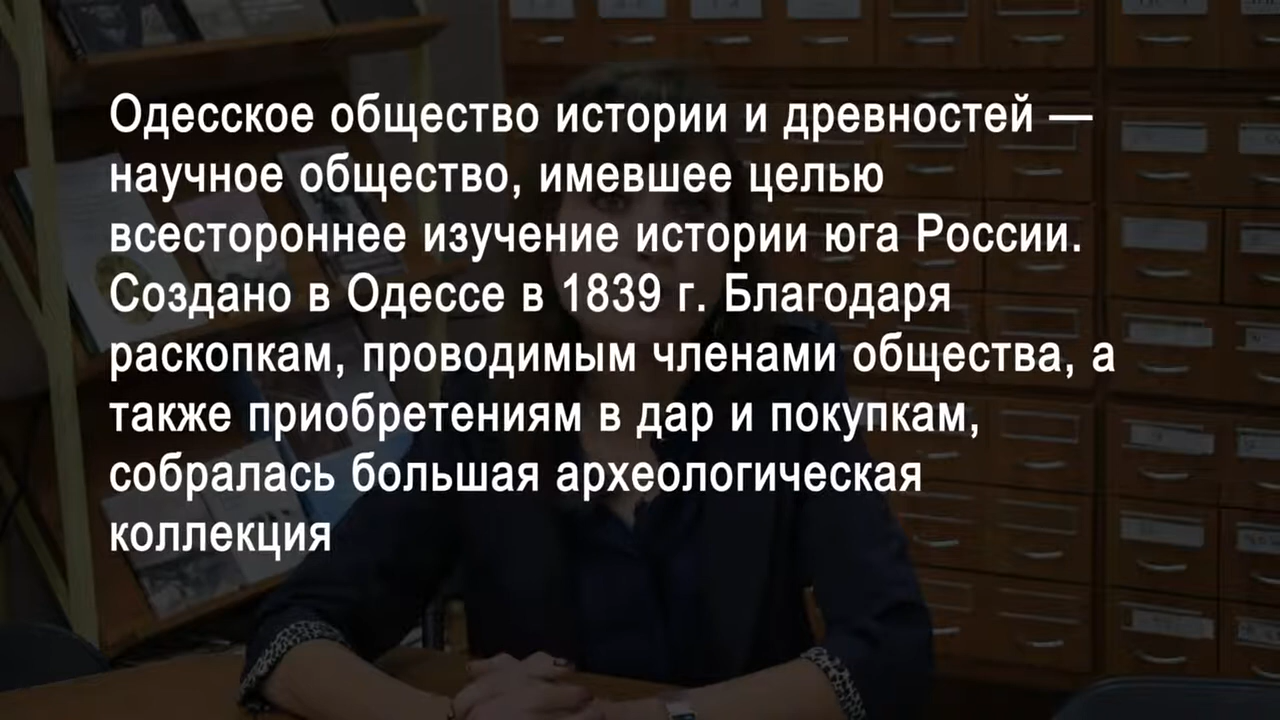 Одесское общество истории и древностей —
научное общество, имевшее целью
всестороннее изучение истории юга России.
Создано в Одессе в 1839 г. Благодаря
раскопкам, проводимым членами общества, а
также приобретениям в дар и покупкам,
собралась большая археологическая
коллекция